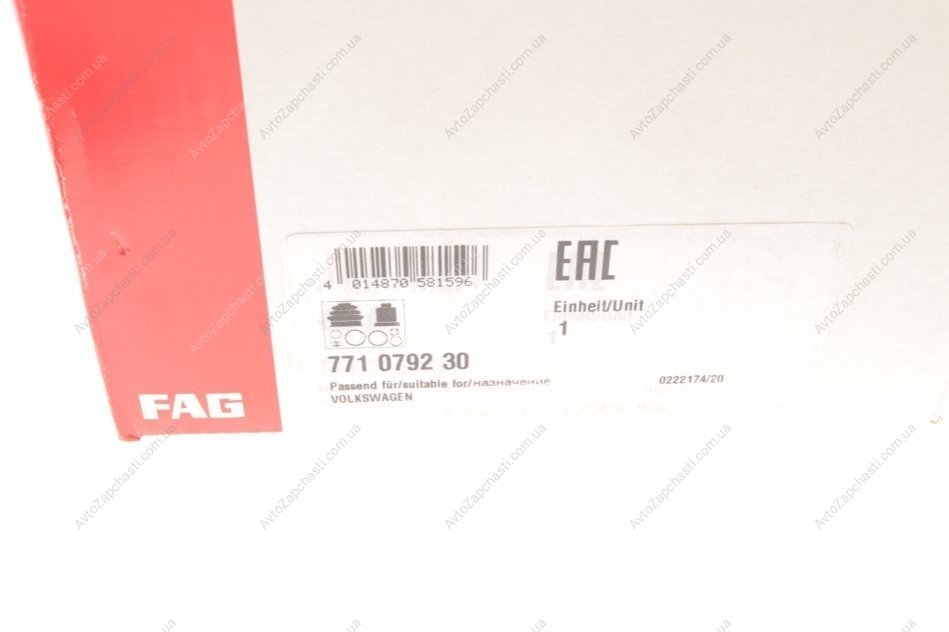 4 014870 581596
EAC
Einheit/Unit
1
771 0792 30
Passend für/suitable for/назначение
VOLKSWAGEN
0222174/20
FAG
AvtoZapchasti.com.ua